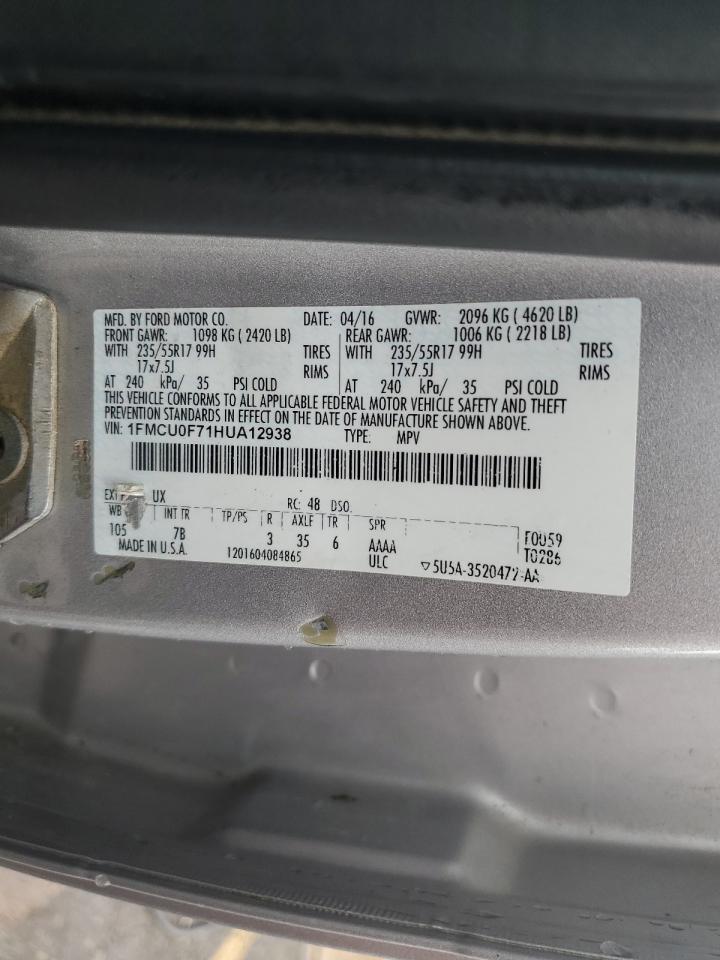 MFD. BY FORD MOTOR CO. DATE: 04/16 GVWR: 2096 KG ( 4620 LB)
FRONT GAWR: 1098 KG ( 2420 LB) REAR GAWR: 1006 KG ( 2218 LB)
WITH 235/55R17 99H TIRES WITH 235/55R17 99H TIRES
17x7.5J RIMS 17x7.5J RIMS
AT 240 kPa/ 35 PSI COLD AT 240 kPa/ 35 PSI COLD
THIS VEHICLE CONFORMS TO ALL APPLICABLE FEDERAL MOTOR VEHICLE SAFETY AND THEFT
PREVENTION STANDARDS IN EFFECT ON THE DATE OF MANUFACTURE SHOWN ABOVE.
VIN: 1FMCU0F71HUA12938 TYPE: MPV
UX RC: 48 DSO:
WB INT TR TP/PS R AXLE TR SPR
105 7B 3 35 6 AAAA F0059
MADE IN U.S.A. 1201604084865 ULC T0286
▽5U5A-3520472-AA